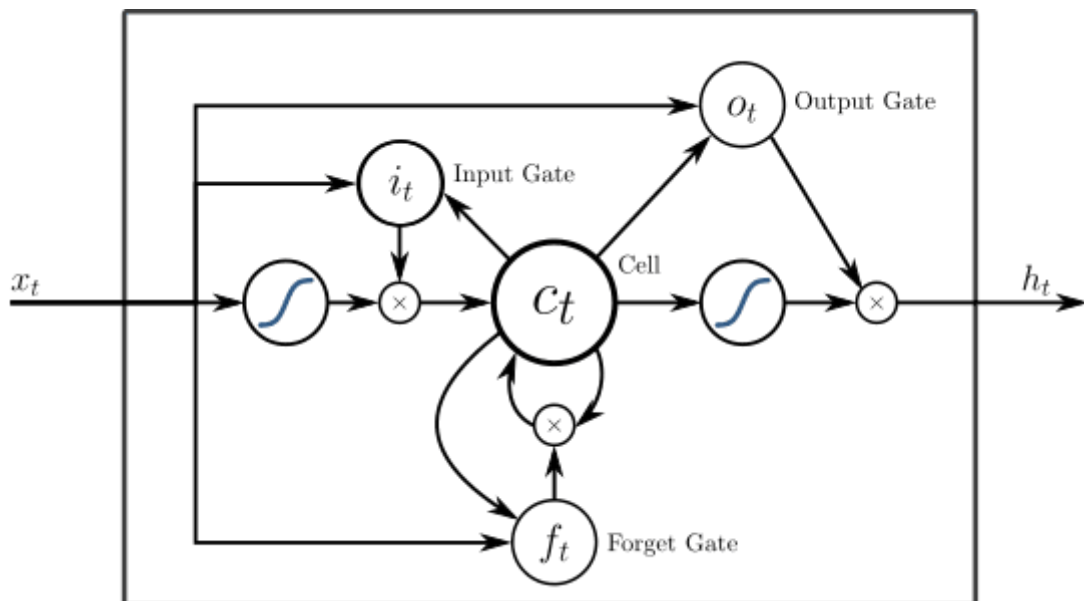 o_t Output Gate
i_t Input Gate
x_t
×
c_t
Cell
×
h_t
×
f_t Forget Gate